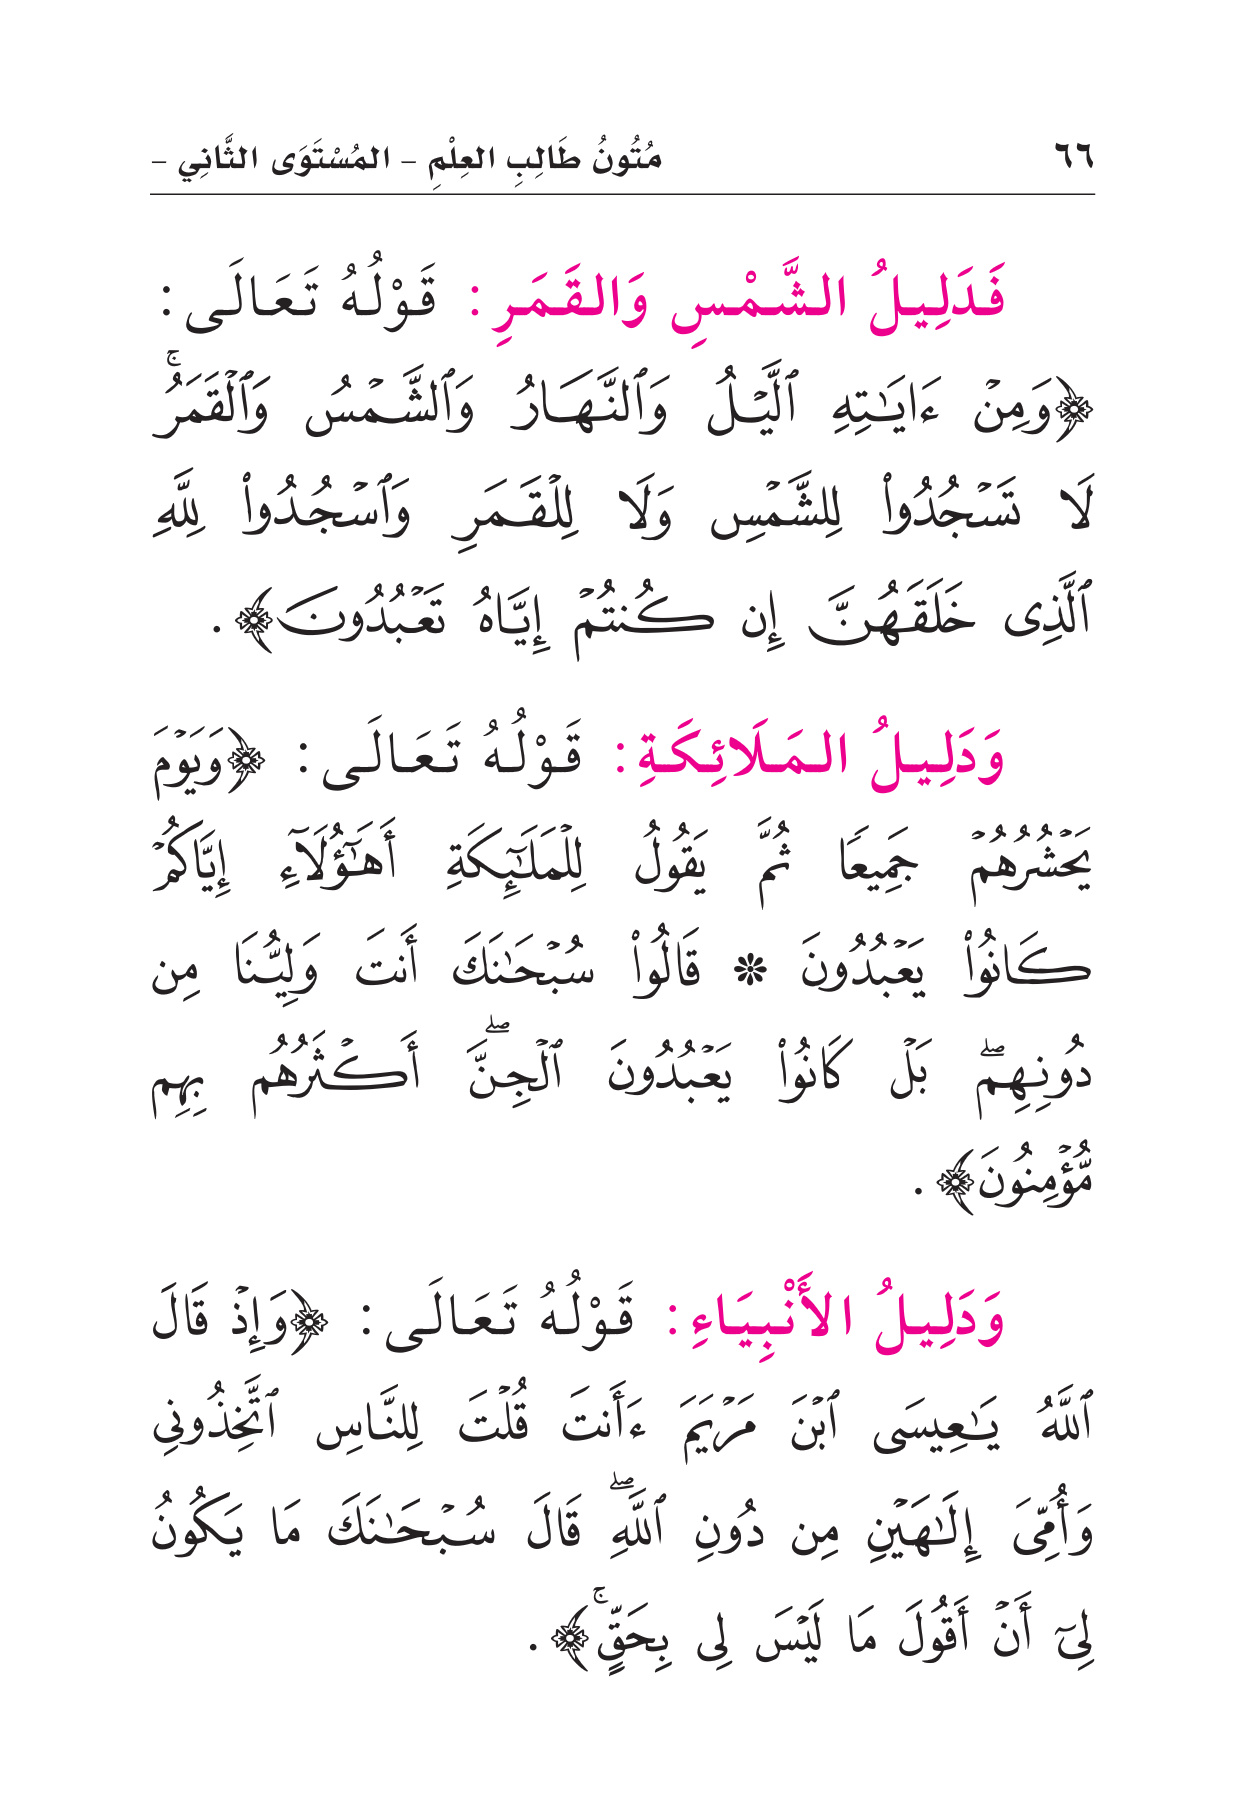 ٦٦ مُتُونُ طَالِبِ العِلْمِ - المُسْتَوَى الثَّانِي -
فَدَلِيلُ الشَّمْسِ وَالقَمَرِ: قَوْلُهُ تَعَالَى:
﴿وَمِنْ ءَايَٰتِهِ ٱلَّيْلُ وَٱلنَّهَارُ وَٱلشَّمْسُ وَٱلْقَمَرُۚ
لَا تَسْجُدُوا۟ لِلشَّمْسِ وَلَا لِلْقَمَرِ وَٱسْجُدُوا۟ لِلَّهِ
ٱلَّذِى خَلَقَهُنَّ إِن كُنتُمْ إِيَّاهُ تَعْبُدُونَ﴾.
وَدَلِيلُ المَلَائِكَةِ: قَوْلُهُ تَعَالَى: ﴿وَيَوْمَ
يَحْشُرُهُمْ جَمِيعًا ثُمَّ يَقُولُ لِلْمَلَٰٓئِكَةِ أَهَٰٓؤُلَآءِ إِيَّاكُمْ
كَانُوا۟ يَعْبُدُونَ * قَالُوا۟ سُبْحَٰنَكَ أَنتَ وَلِيُّنَا مِن
دُونِهِمۖ بَلْ كَانُوا۟ يَعْبُدُونَ ٱلْجِنَّۖ أَكْثَرُهُم بِهِم
مُّؤْمِنُونَ﴾.
وَدَلِيلُ الأَنْبِيَاءِ: قَوْلُهُ تَعَالَى: ﴿وَإِذْ قَالَ
ٱللَّهُ يَٰعِيسَى ٱبْنَ مَرْيَمَ ءَأَنتَ قُلْتَ لِلنَّاسِ ٱتَّخِذُونِى
وَأُمِّىَ إِلَٰهَيْنِ مِن دُونِ ٱللَّهِۖ قَالَ سُبْحَٰنَكَ مَا يَكُونُ
لِىٓ أَنْ أَقُولَ مَا لَيْسَ لِى بِحَقٍّۚ﴾.